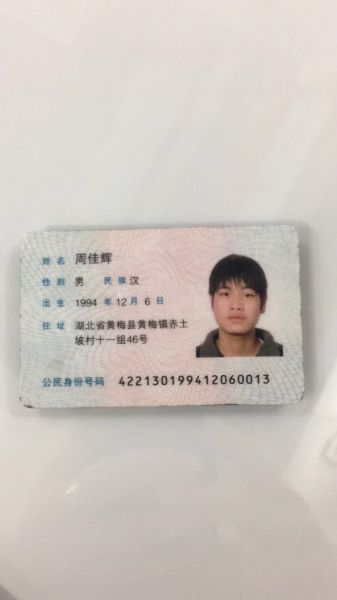 姓名 周佳辉
性别 男 民族 汉
出生 1994 年 12 月 6 日
住址 湖北省黄梅县黄梅镇赤土
坡村十一组46号
公民身份号码 422130199412060013